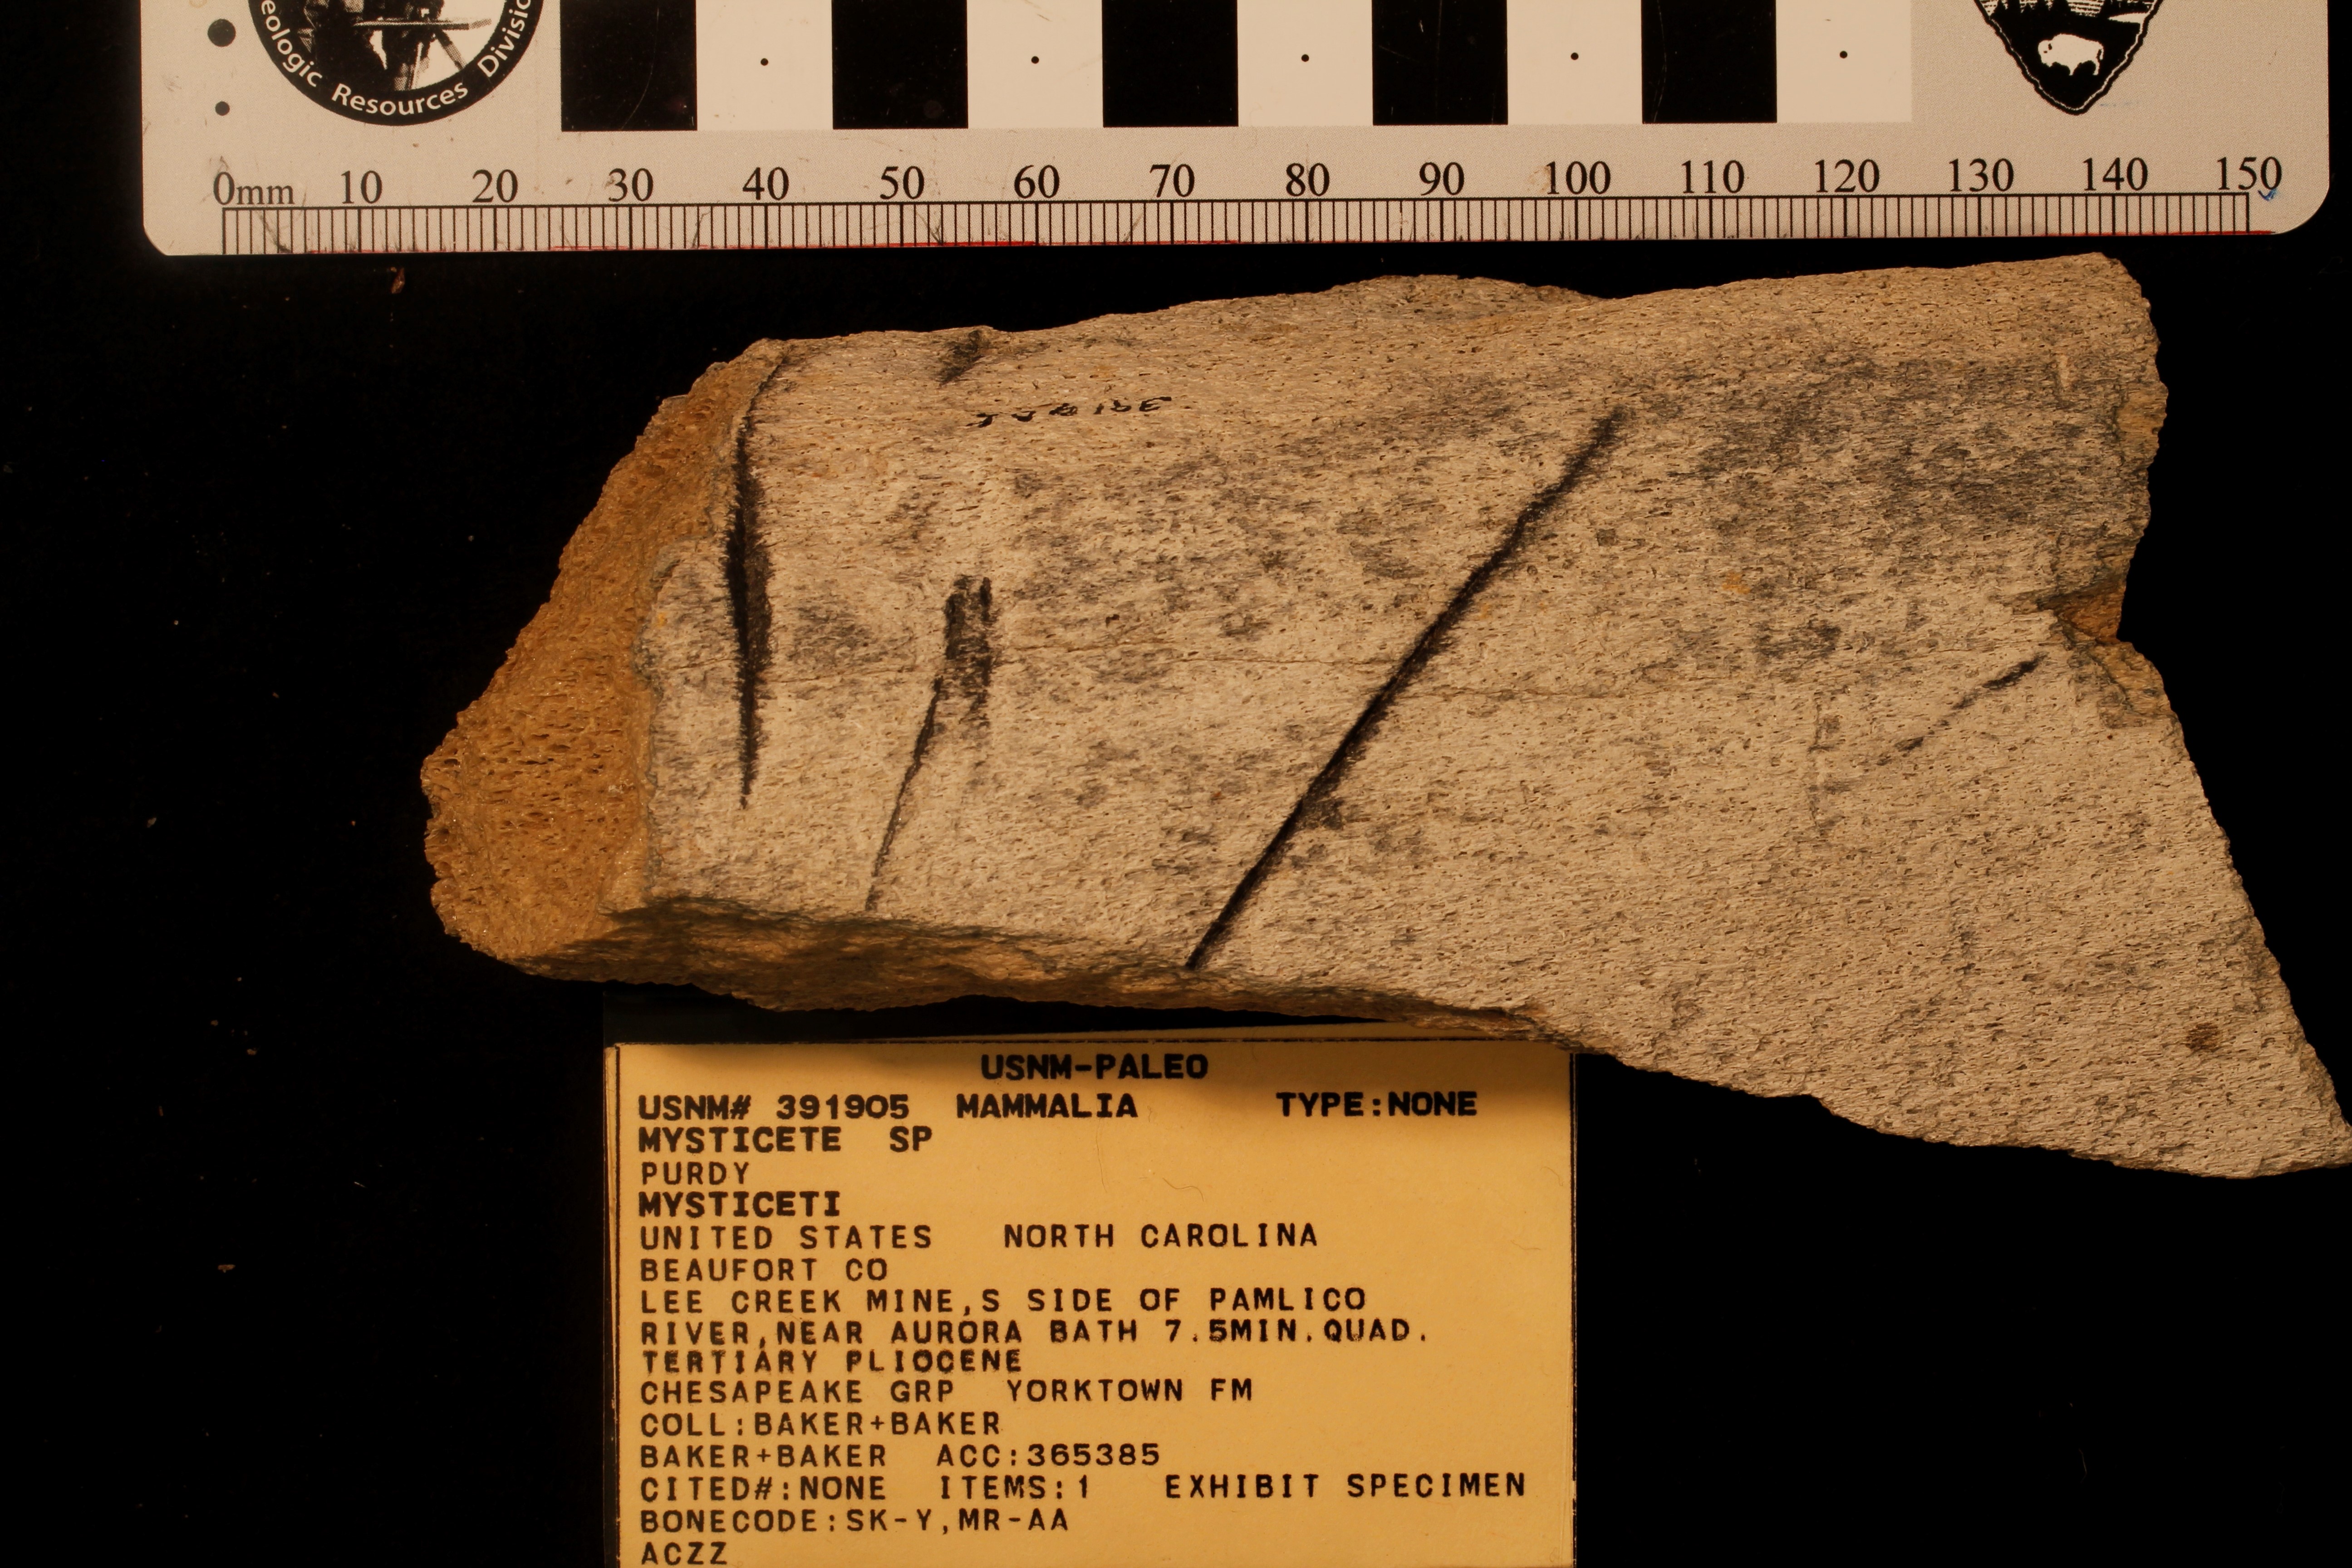 eologic Resources Divisio
0mm 10 20 30 40 50 60 70 80 90 100 110 120 130 140 150
USNM-PALEO
USNM# 391905 MAMMALIA TYPE:NONE
MYSTICETE SP
PURDY
MYSTICETI
UNITED STATES NORTH CAROLINA
BEAUFORT CO
LEE CREEK MINE,S SIDE OF PAMLICO
RIVER,NEAR AURORA BATH 7.5MIN.QUAD.
TERTIARY PLIOCENE
CHESAPEAKE GRP YORKTOWN FM
COLL:BAKER+BAKER
BAKER+BAKER ACC:365385
CITED#:NONE ITEMS:1 EXHIBIT SPECIMEN
BONECODE:SK-Y,MR-AA
ACZZ